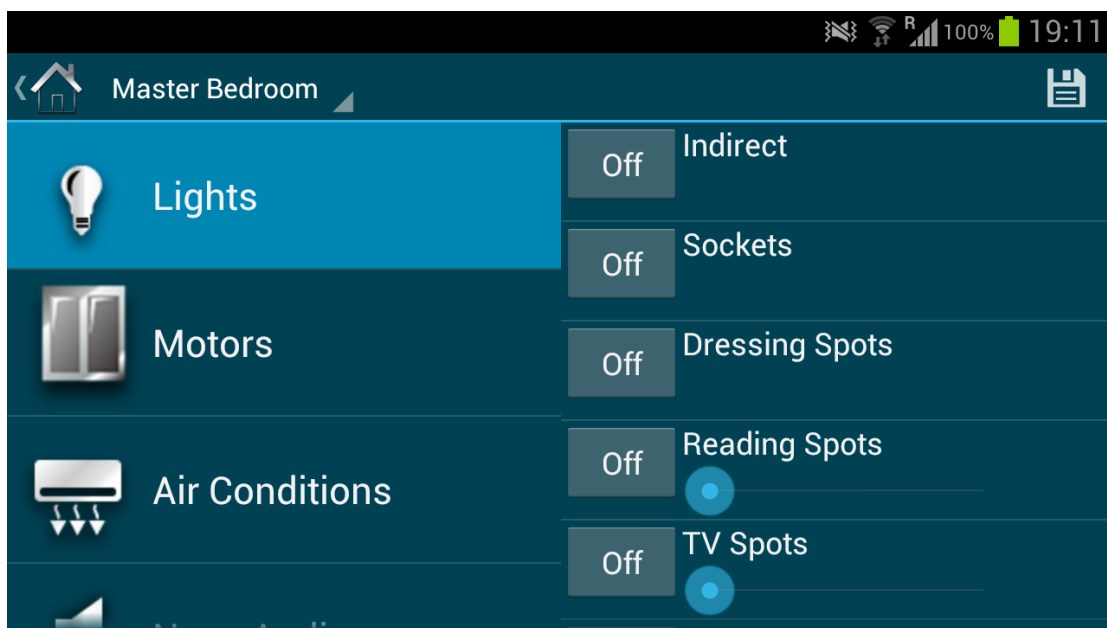 R 100% 19:11
Master Bedroom
Lights
Motors
Air Conditions
Off Indirect
Off Sockets
Off Dressing Spots
Off Reading Spots
Off TV Spots